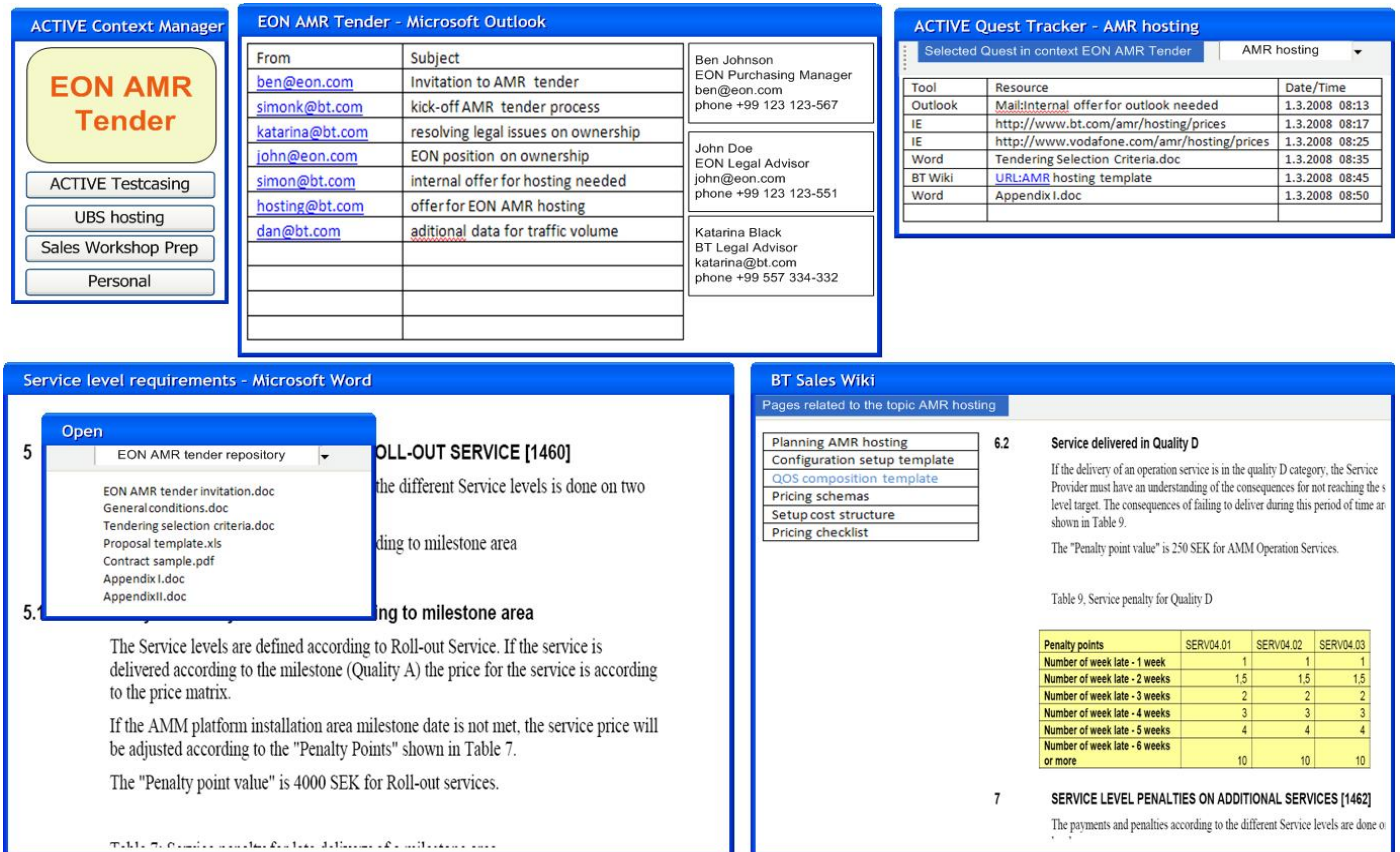 ACTIVE Context Manager
EON AMR
Tender
ACTIVE Testcasing
UBS hosting
Sales Workshop Prep
Personal
EON AMR Tender - Microsoft Outlook
From Subject
ben@eon.com Invitation to AMR tender
simonk@bt.com kick-off AMR tender process
katarina@bt.com resolving legal issues on ownership
john@eon.com EON position on ownership
simon@bt.com internal offer for hosting needed
hosting@bt.com offer for EON AMR hosting
dan@bt.com aditional data for traffic volume
Ben Johnson
EON Purchasing Manager
ben@eon.com
phone +99 123 123-567
John Doe
EON Legal Advisor
john@eon.com
phone +99 123 123-551
Katarina Black
BT Legal Advisor
katarina@bt.com
phone +99 557 334-332
ACTIVE Quest Tracker - AMR hosting
Selected Quest in context EON AMR Tender AMR hosting
Tool Resource Date/Time
Outlook Mail:Internal offer for outlook needed 1.3.2008 08:13
IE http://www.bt.com/amr/hosting/prices 1.3.2008 08:17
IE http://www.vodafone.com/amr/hosting/prices 1.3.2008 08:25
Word Tendering Selection Criteria.doc 1.3.2008 08:35
BT Wiki URL:AMR hosting template 1.3.2008 08:45
Word Appendix I.doc 1.3.2008 08:50
Service level requirements - Microsoft Word
Open
EON AMR tender repository
EON AMR tender invitation.doc
General conditions.doc
Tendering selection criteria.doc
Proposal template.xls
Contract sample.pdf
Appendix I.doc
AppendixII.doc
5 OLL-OUT SERVICE [1460]
the different Service levels is done on two
ding to milestone area
5.1 ing to milestone area
The Service levels are defined according to Roll-out Service. If the service is
delivered according to the milestone (Quality A) the price for the service is according
to the price matrix.
If the AMM platform installation area milestone date is not met, the service price will
be adjusted according to the "Penalty Points" shown in Table 7.
The "Penalty point value" is 4000 SEK for Roll-out services.
BT Sales Wiki
Pages related to the topic AMR hosting
Planning AMR hosting
Configuration setup template
QOS composition template
Pricing schemas
Setup cost structure
Pricing checklist
6.2 Service delivered in Quality D
If the delivery of an operation service is in the quality D category, the Service
Provider must have an understanding of the consequences for not reaching the s
level target. The consequences of failing to deliver during this period of time ar
shown in Table 9.
The "Penalty point value" is 250 SEK for AMM Operation Services.
Table 9, Service penalty for Quality D
Penalty points SERV04.01 SERV04.02 SERV04.03
Number of week late - 1 week 1 1 1
Number of week late - 2 weeks 1,5 1,5 1,5
Number of week late - 3 weeks 2 2 2
Number of week late - 4 weeks 3 3 3
Number of week late - 5 weeks 4 4 4
Number of week late - 6 weeks
or more 10 10 10
7 SERVICE LEVEL PENALTIES ON ADDITIONAL SERVICES [1462]
The payments and penalties according to the different Service levels are done o